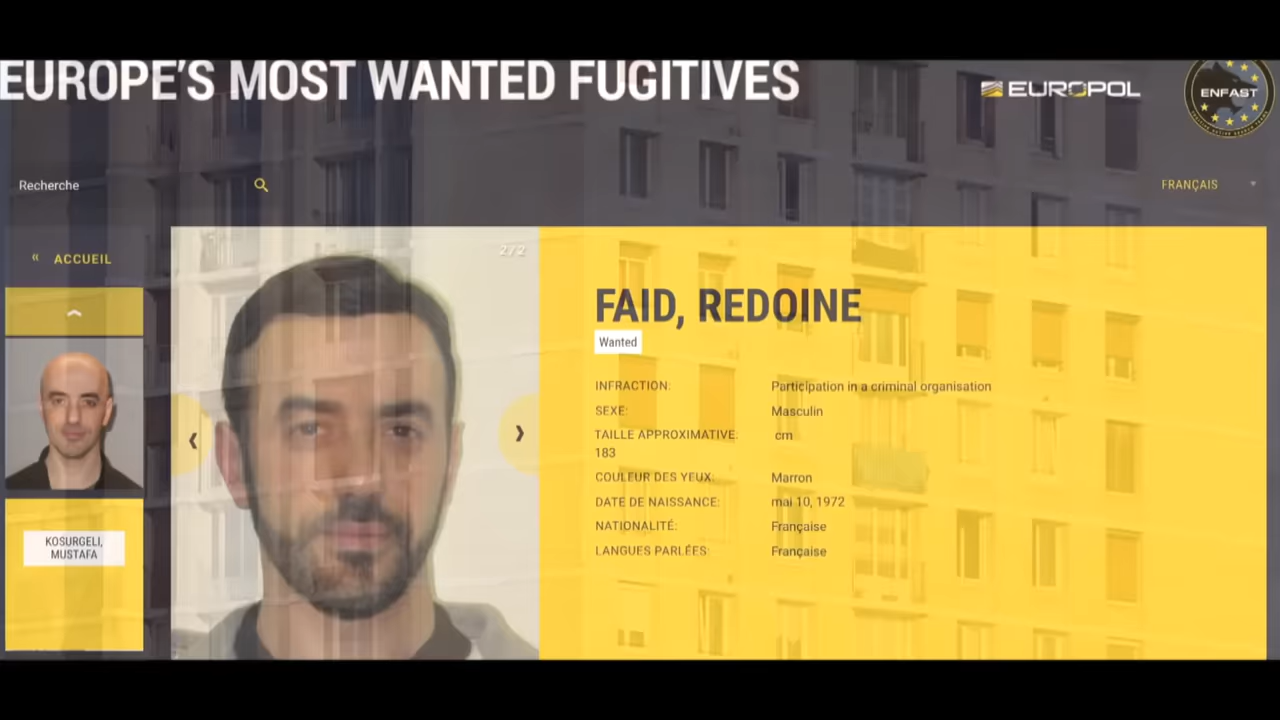 EUROPE'S MOST WANTED FUGITIVES
EUROPOL
ENFAST
Recherche
FRANÇAIS
« ACCUEIL
2/2
FAID, REDOINE
Wanted
INFRACTION: Participation in a criminal organisation
SEXE: Masculin
TAILLE APPROXIMATIVE: cm
183
COULEUR DES YEUX: Marron
DATE DE NAISSANCE: mai 10, 1972
NATIONALITÉ: Française
LANGUES PARLÉES: Française
KOSURGELI,
MUSTAFA